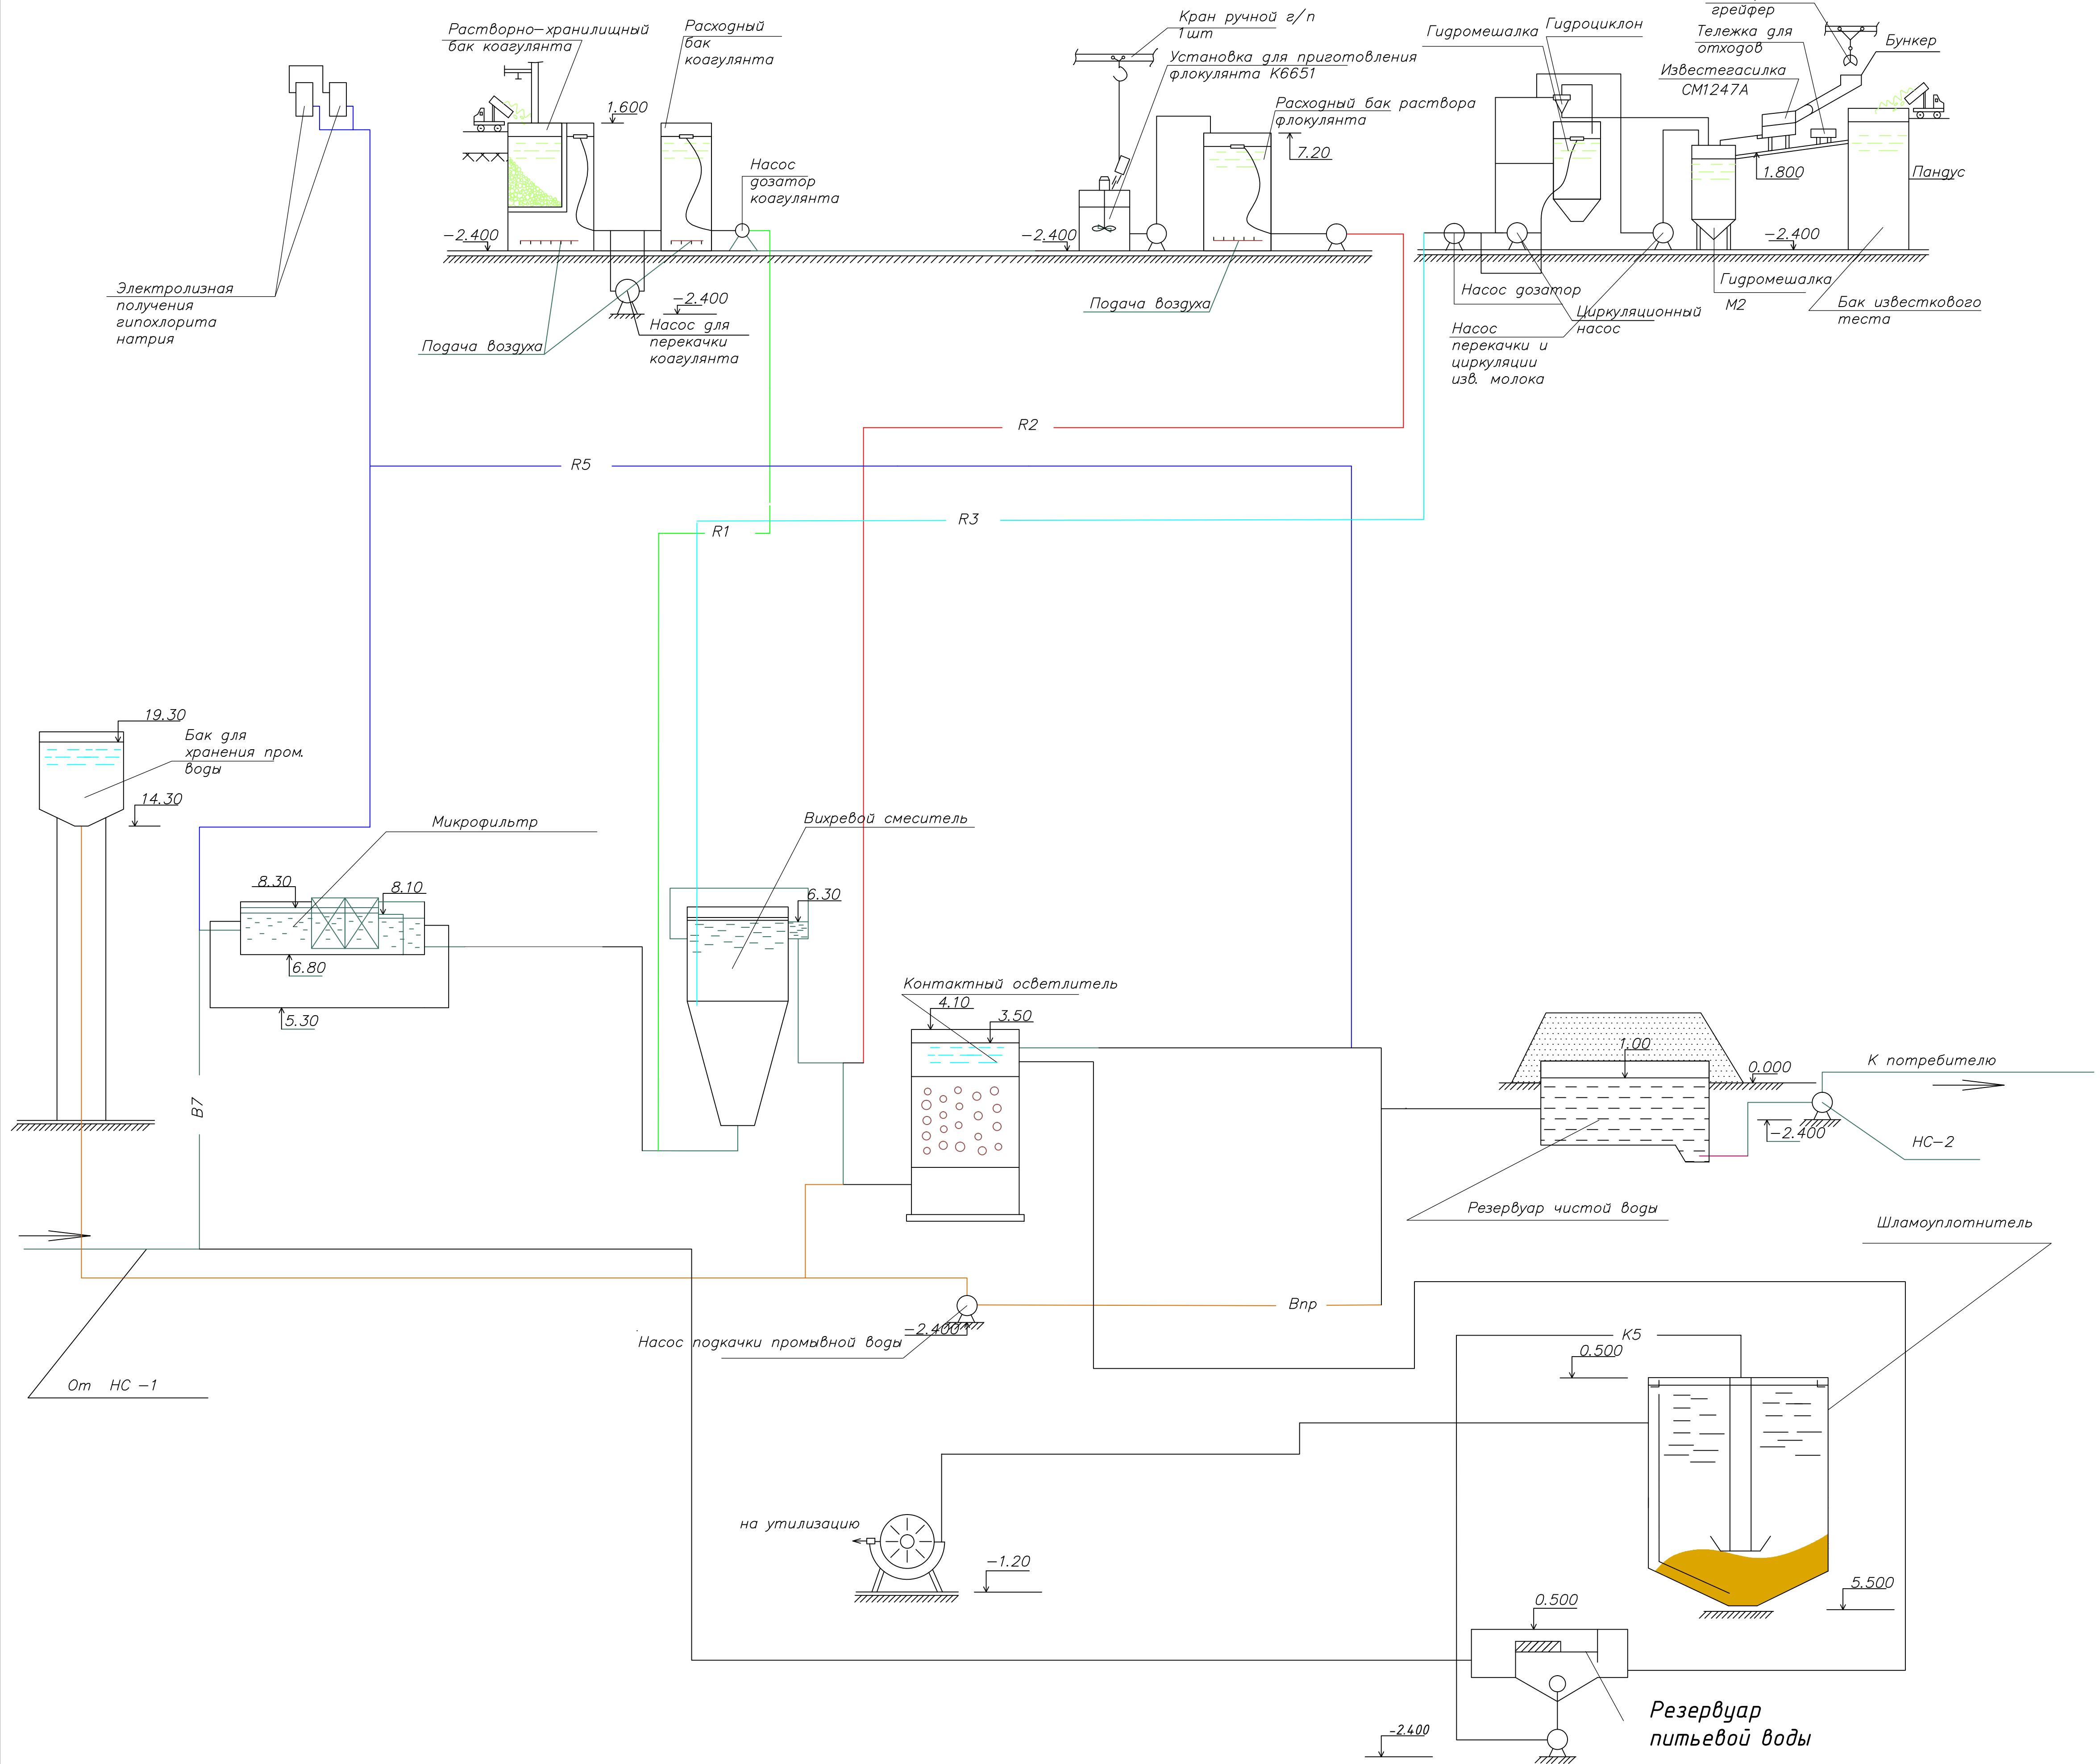 грейфер
Кран ручной г/п
1шт
Растворно-хранилищный
бак коагулянта
Расходный
бак
коагулянта
Гидромешалка
Гидроциклон
Тележка для
отходов
Бункер
Установка для приготовления
флокулянта К6651
Известегасилка
СМ1247А
1.600
Расходный бак раствора
флокулянта
7.20
Насос
дозатор
коагулянта
1.800
Пандус
-2.400
-2.400
-2.400
Электролизная
получения
гипохлорита
натрия
-2.400
Подача воздуха
Насос для
перекачки
коагулянта
Подача воздуха
Насос дозатор
Гидромешалка
М2
Бак известкового
теста
Циркуляционный
насос
Насос
перекачки и
циркуляции
изв. молока
R2
R5
R3
R1
19.30
Бак для
хранения пром.
воды
14.30
Микрофильтр
Вихревой смеситель
8.30
8.10
6.30
6.80
5.30
Контактный осветлитель
4.10
3.50
1.00
0.000
К потребителю
-2.400
НС-2
В7
Резервуар чистой воды
Шламоуплотнитель
Впр
-2.400
Насос подкачки промывной воды
К5
0.500
От НС -1
на утилизацию
-1.20
5.500
0.500
Резервуар
питьевой воды
-2.400